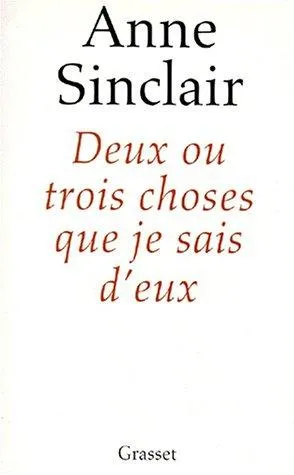 Anne
Sinclair
Deux ou
trois choses
que je sais
d'eux
Grasset